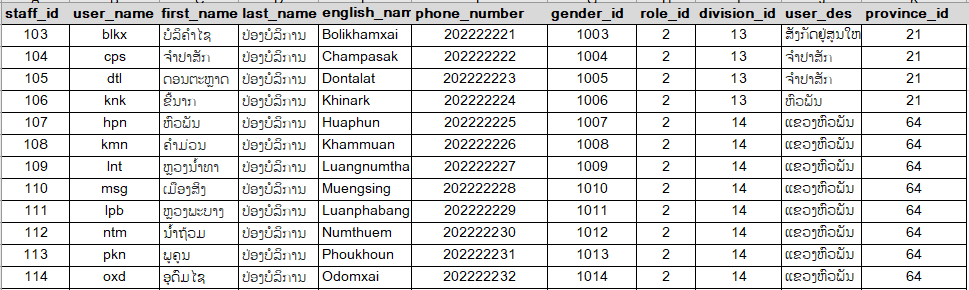 staff_id user_name first_name last_name english_nam phone_number gender_id role_id division_id user_des province_id
103 blkx ບໍລິຄໍາໄຊ ປ່ອງບໍລິການ Bolikhamxai 202222221 1003 2 13 ສັງກັດຢູ່ສູນໃຫ 21
104 cps ຈໍາປາສັກ ປ່ອງບໍລິການ Champasak 202222222 1004 2 13 ຈໍາປາສັກ 21
105 dtl ດອນຕະຫຼາດ ປ່ອງບໍລິການ Dontalat 202222223 1005 2 13 ຈໍາປາສັກ 21
106 knk ຂີ້ນາກ ປ່ອງບໍລິການ Khinark 202222224 1006 2 13 ຫົວພັນ 21
107 hpn ຫົວພັນ ປ່ອງບໍລິການ Huaphun 202222225 1007 2 14 ແຂວງຫົວພັນ 64
108 kmn ຄໍາມ່ວນ ປ່ອງບໍລິການ Khammuan 202222226 1008 2 14 ແຂວງຫົວພັນ 64
109 lnt ຫຼວງນໍ້າທາ ປ່ອງບໍລິການ Luangnumtha 202222227 1009 2 14 ແຂວງຫົວພັນ 64
110 msg ເມືອງສິງ ປ່ອງບໍລິການ Muengsing 202222228 1010 2 14 ແຂວງຫົວພັນ 64
111 lpb ຫຼວງພະບາງ ປ່ອງບໍລິການ Luanphabang 202222229 1011 2 14 ແຂວງຫົວພັນ 64
112 ntm ນໍ້າຖ້ວມ ປ່ອງບໍລິການ Numthuem 202222230 1012 2 14 ແຂວງຫົວພັນ 64
113 pkn ພູຄູນ ປ່ອງບໍລິການ Phoukhoun 202222231 1013 2 14 ແຂວງຫົວພັນ 64
114 oxd ອຸດົມໄຊ ປ່ອງບໍລິການ Odomxai 202222232 1014 2 14 ແຂວງຫົວພັນ 64